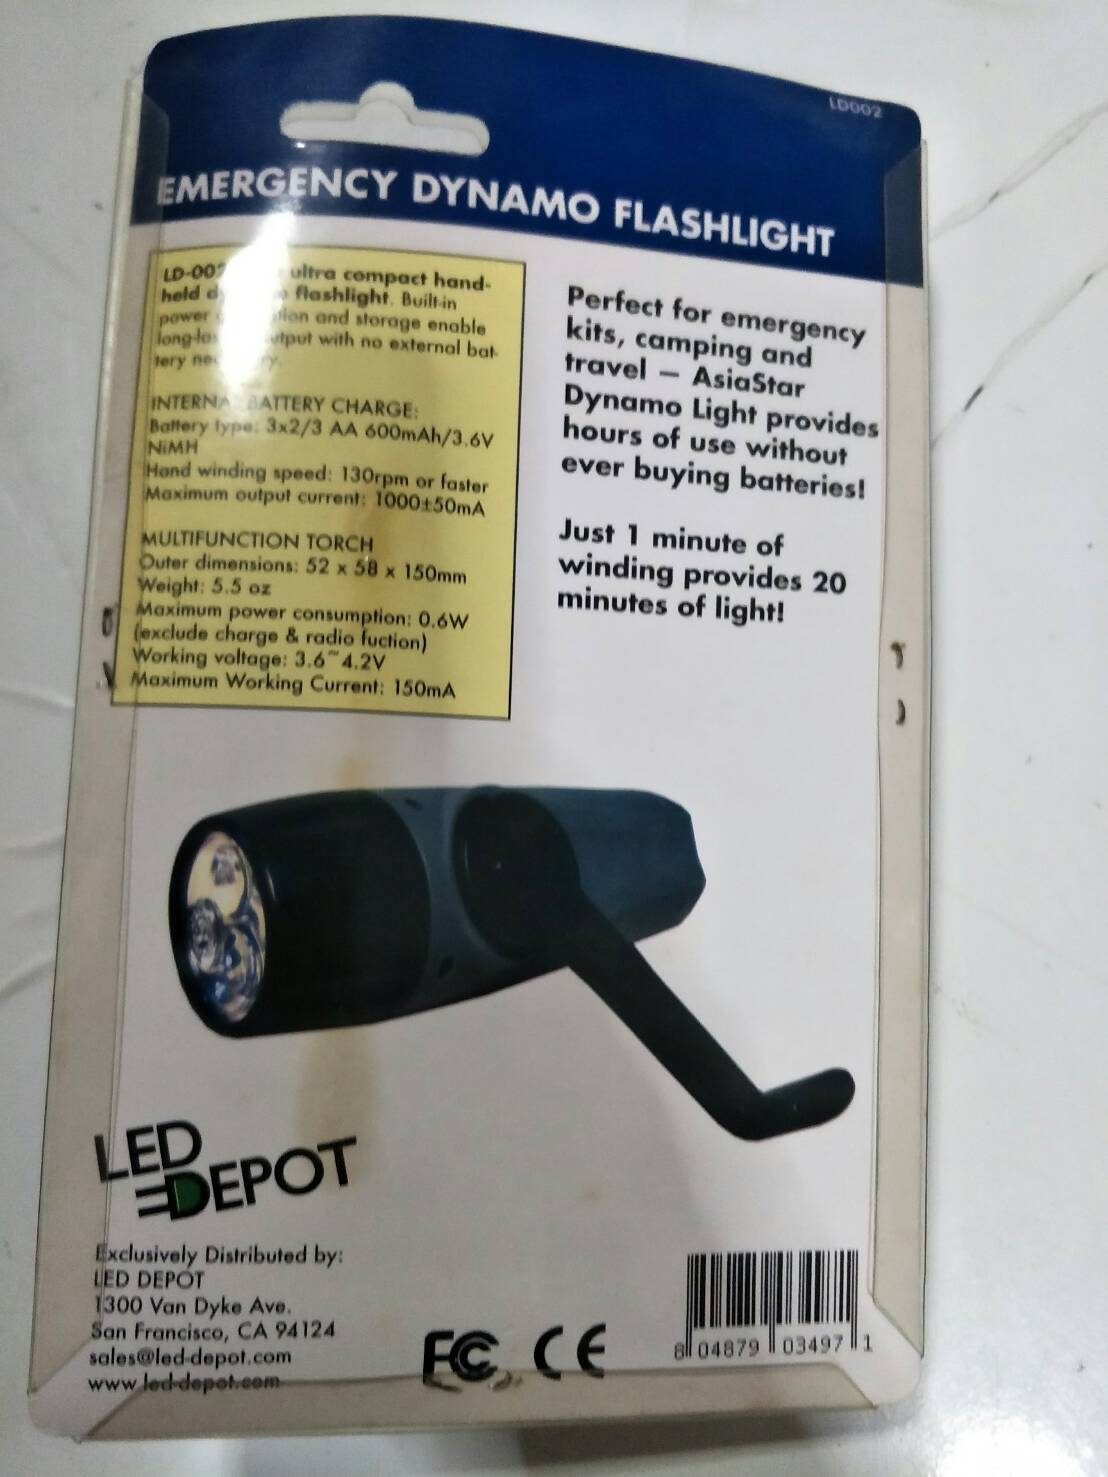 LD002
EMERGENCY DYNAMO FLASHLIGHT
LD-002 ultra compact hand-
held flashlight. Built-in
power and storage enable
with no external bat-
tery
INTERNAL BATTERY CHARGE:
Battery type: 3x2/3 AA 600mAh/3.6V
NiMH
Hand winding speed: 130rpm or faster
Maximum output current: 1000±50mA
MULTIFUNCTION TORCH
Outer dimensions: 52 x 58 x 150mm
Weight: 5.5 oz
Maximum power consumption: 0.6W
(exclude charge & radio fuction)
Working voltage: 3.6~4.2V
Maximum Working Current: 150mA
Perfect for emergency
kits, camping and
travel – AsiaStar
Dynamo Light provides
hours of use without
ever buying batteries!
Just 1 minute of
winding provides 20
minutes of light!
LED
DEPOT
Exclusively Distributed by:
LED DEPOT
1300 Van Dyke Ave.
San Francisco, CA 94124
sales@led-depot.com
www.led-depot.com
FC CE
8 04879 03497 1